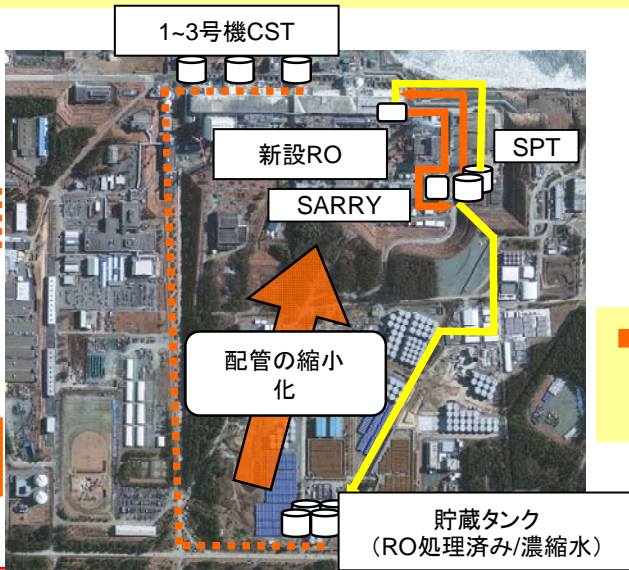 1~3号機CST
新設RO
SPT
SARRY
配管の縮小
化
貯蔵タンク
（RO処理済み/濃縮水）